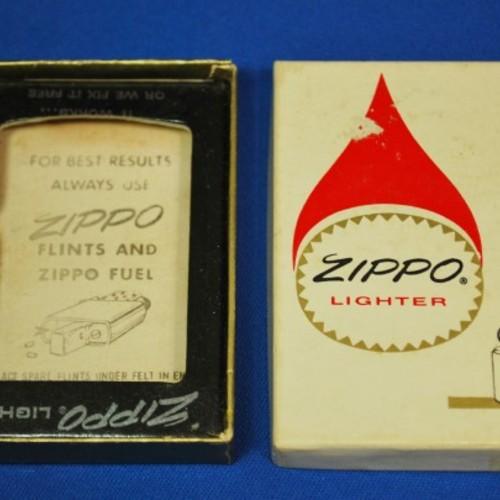 OR WE FIX IT FREE
IT WORKS...
FOR BEST RESULTS
ALWAYS USE
ZIPPO
FLINTS AND
ZIPPO FUEL
SPARE FLINTS UNDER FELT IN
ZIPPO
ZIPPO®
LIGHTER